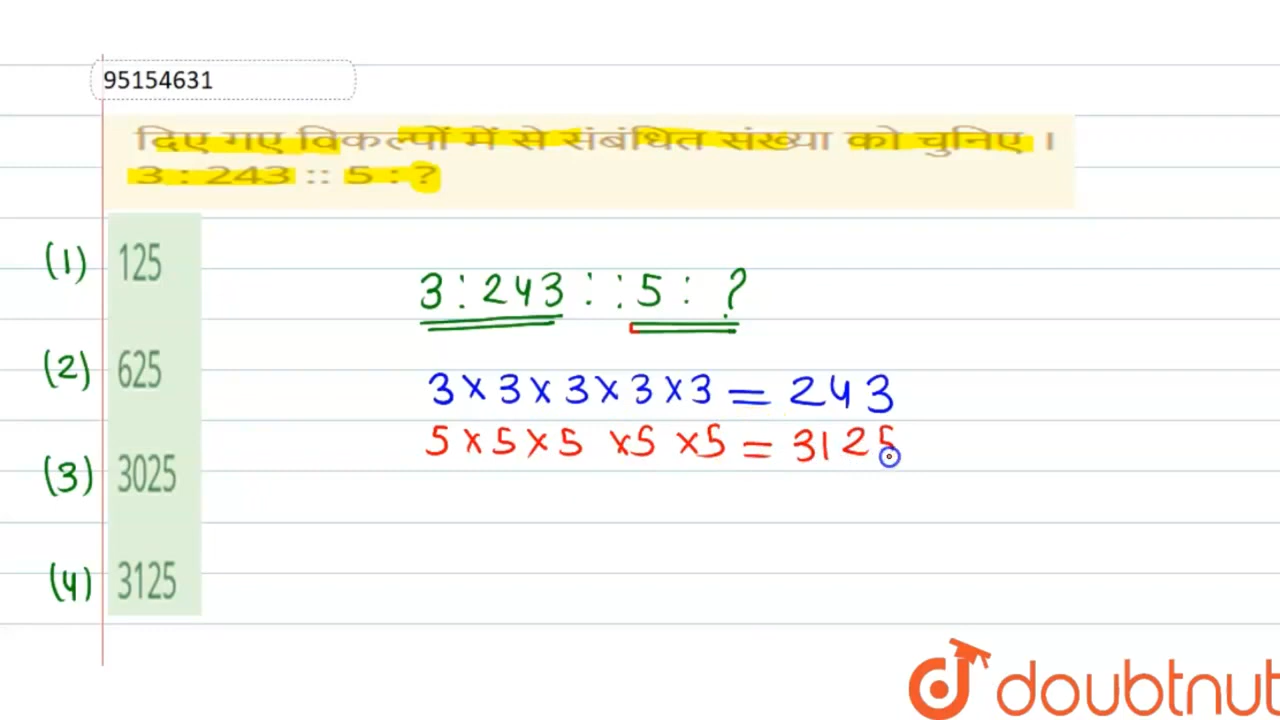 95154631
दिए गए विकल्पों में से संबंधित संख्या को चुनिए ।
3 : 243 :: 5 : ?
(1) 125
3 : 243 :: 5 : ?
(2) 625
3 × 3 × 3 × 3 × 3 = 243
5 × 5 × 5 × 5 × 5 = 3125
(3) 3025
(4) 3125
doubtnut